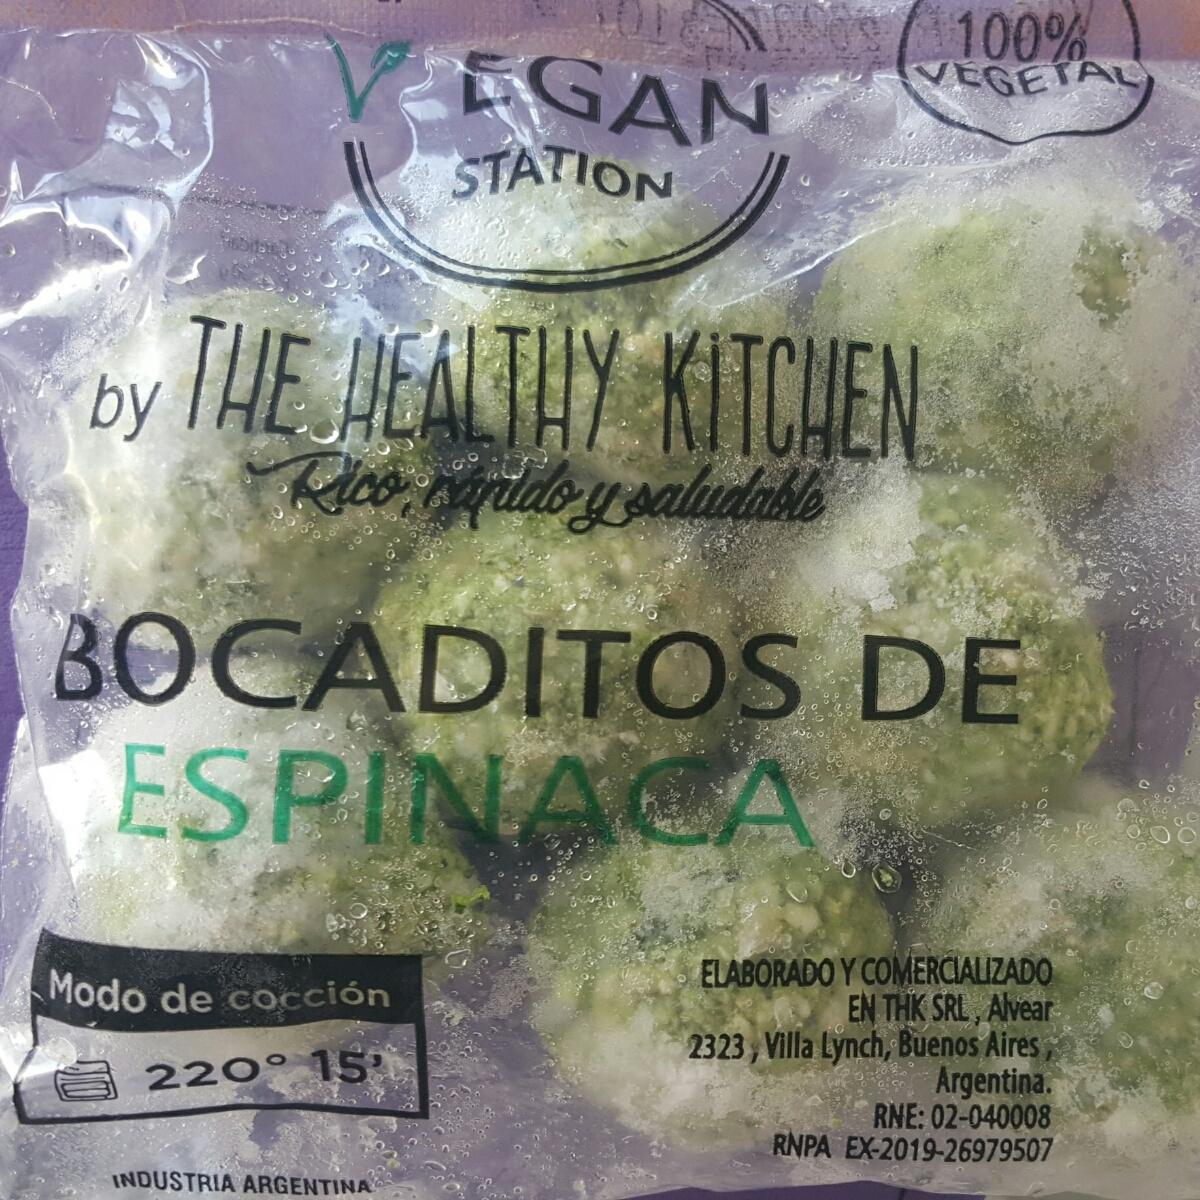 100%
VEGETAL
VEGAN
STATION
by THE HEALTHY KiTCHEN
Rico, rápido y saludable
BOCADITOS DE
ESPINACA
Modo de cocción
220° 15'
ELABORADO Y COMERCIALIZADO
EN THK SRL , Alvear
2323 , Villa Lynch, Buenos Aires ,
Argentina.
RNE: 02-040008
RNPA EX-2019-26979507
INDUSTRIA ARGENTINA